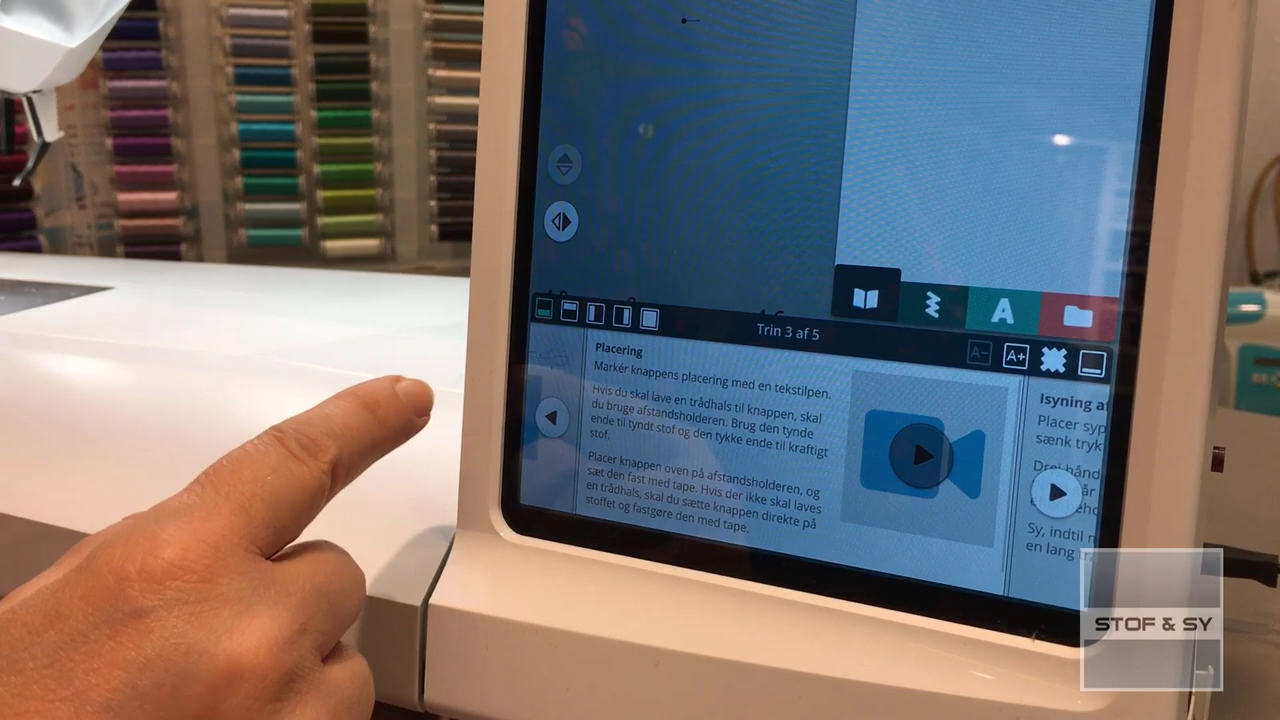 Trin 3 af 5
A-
A+
A
Placering
Markér knappens placering med en tekstilpen.
Hvis du skal lave en trådhals til knappen, skal
du bruge afstandsholderen. Brug den tynde
ende til tyndt stof og den tykke ende til kraftigt
stof.
Placer knappen oven på afstandsholderen, og
sæt den fast med tape. Hvis der ikke skal laves
en trådhals, skal du sætte knappen direkte på
stoffet og fastgøre den med tape.
Isyning a
Placer syp
sænk tryk
Sy, indtil
en lang
STOF & SY